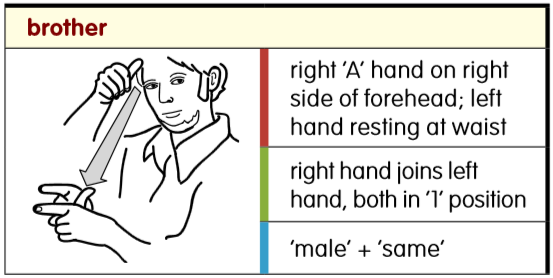 brother
right ‘A’ hand on right
side of forehead; left
hand resting at waist
right hand joins left
hand, both in ‘1’ position
‘male’ + ‘same’